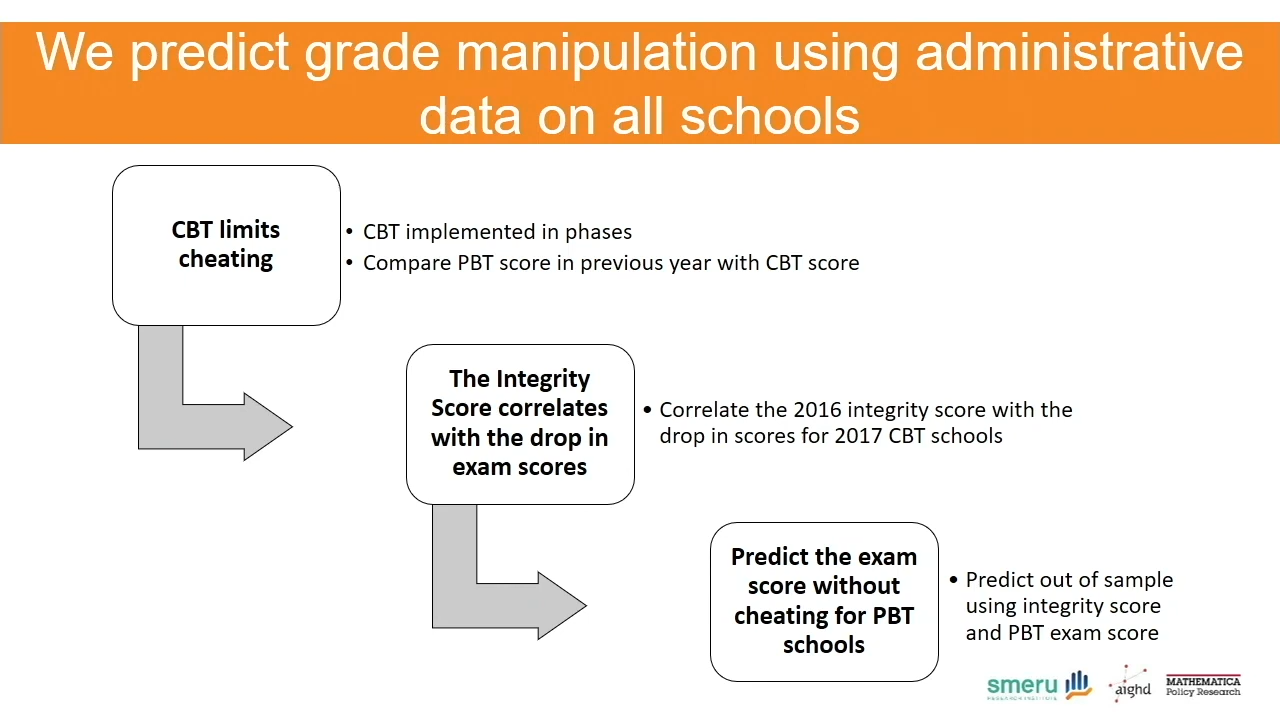 We predict grade manipulation using administrative
data on all schools
CBT limits
cheating
• CBT implemented in phases
• Compare PBT score in previous year with CBT score
The Integrity
Score correlates
with the drop in
exam scores
• Correlate the 2016 integrity score with the
drop in scores for 2017 CBT schools
Predict the exam
score without
cheating for PBT
schools
• Predict out of sample
using integrity score
and PBT exam score
smeru
RESEARCH INSTITUTE
aighd
MATHEMATICA
Policy Research